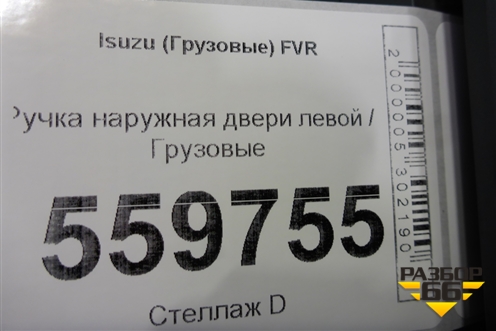 Isuzu (Грузовые) FVR
Ручка наружная двери левой /
Грузовые
559755
Стеллаж D
2000005302190
РАЗБОР
66